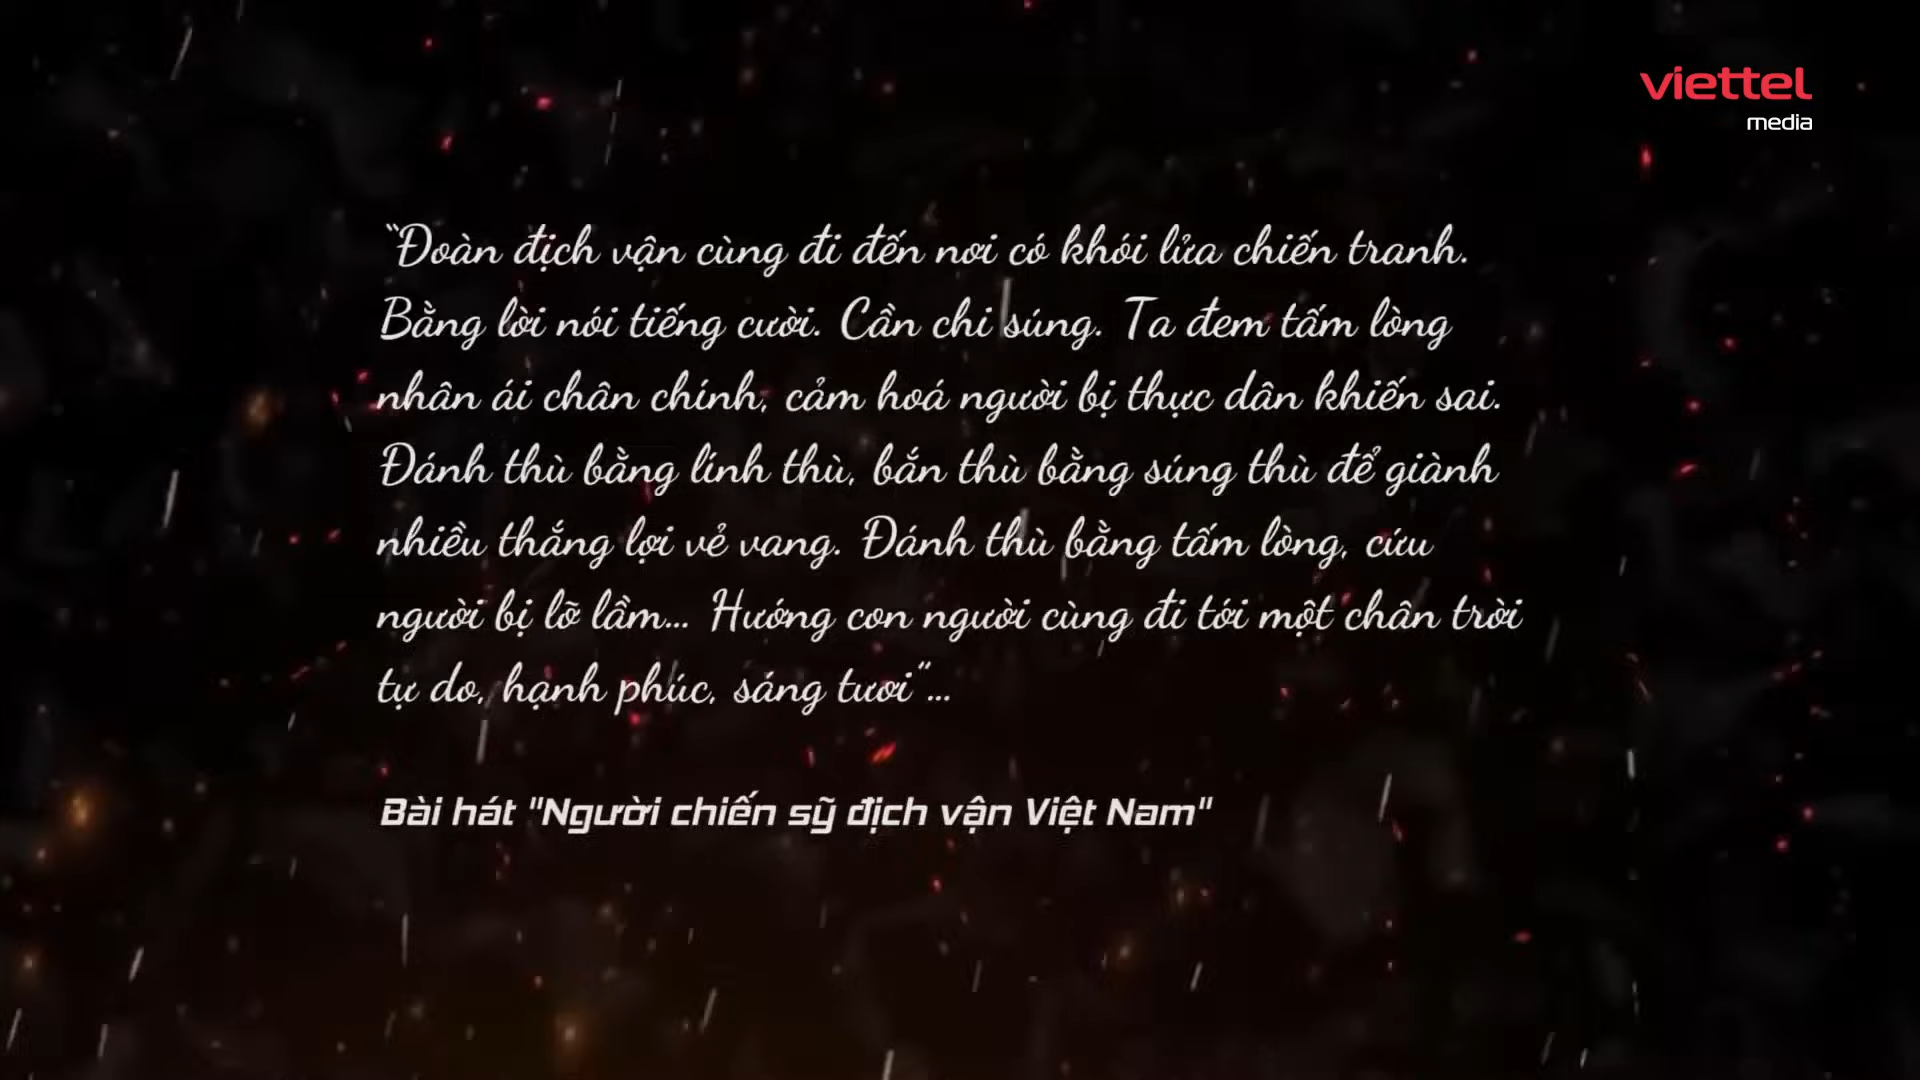 viettel
media
"Đoàn địch vận cùng đi đến nơi có khói lửa chiến tranh.
Bằng lời nói tiếng cười. Cần chi súng. Ta đem tấm lòng
nhân ái chân chính, cảm hoá người bị thực dân khiến sai.
Đánh thù bằng lính thù, bắn thù bằng súng thù để giành
nhiều thắng lợi vẻ vang. Đánh thù bằng tấm lòng, cứu
người bị lỡ lầm... Hướng con người cùng đi tới một chân trời
tự do, hạnh phúc, sáng tươi"...
Bài hát "Người chiến sỹ địch vận Việt Nam"